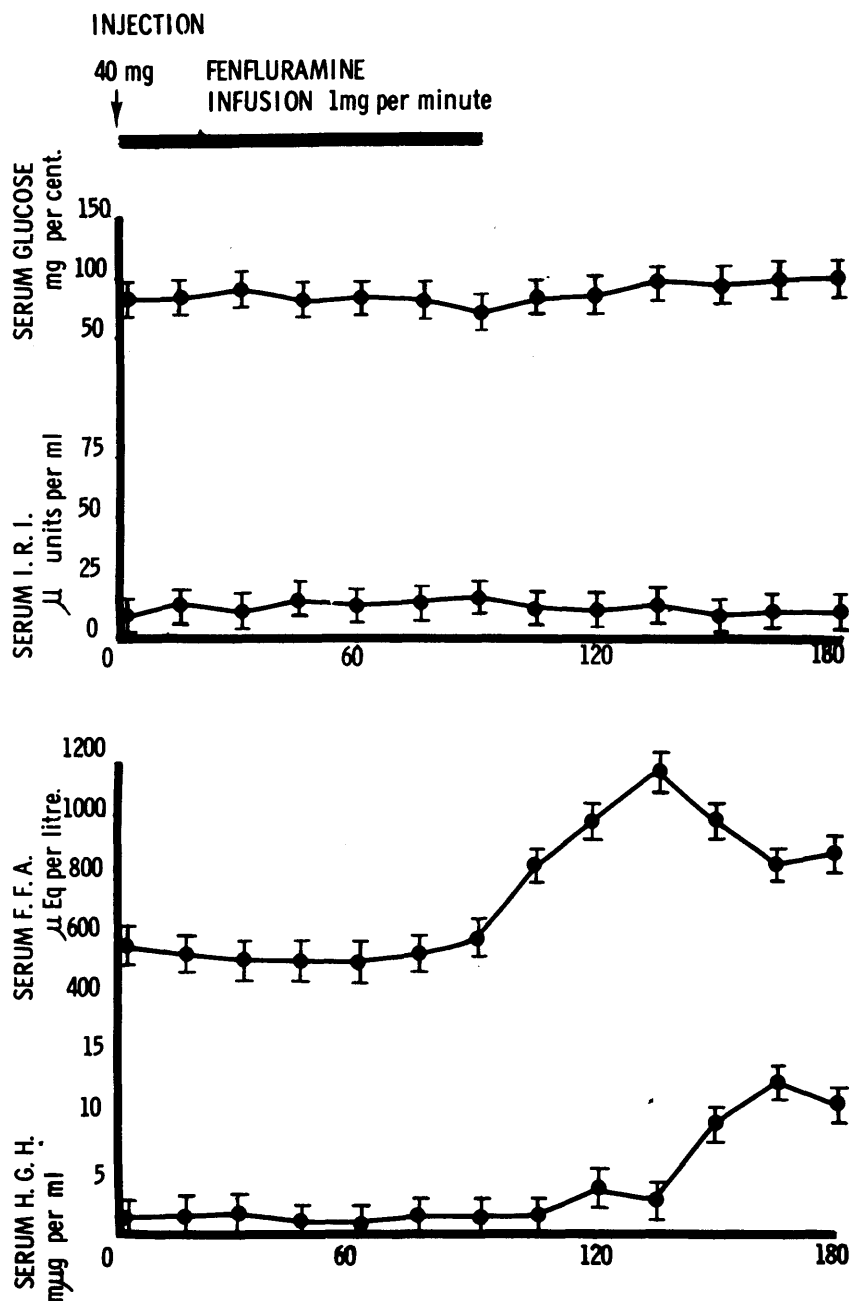 INJECTION
40 mg FENFLURAMINE
INFUSION 1mg per minute
SERUM GLUCOSE
mg per cent.
150
100
50
SERUM I. R. I.
μ units per ml
75
50
25
0
0 60 120 180
SERUM F. F. A.
μ Eq per litre.
1200
1000
800
600
400
SERUM H. G. H.
mμg per ml
15
10
5
0 60 120 180